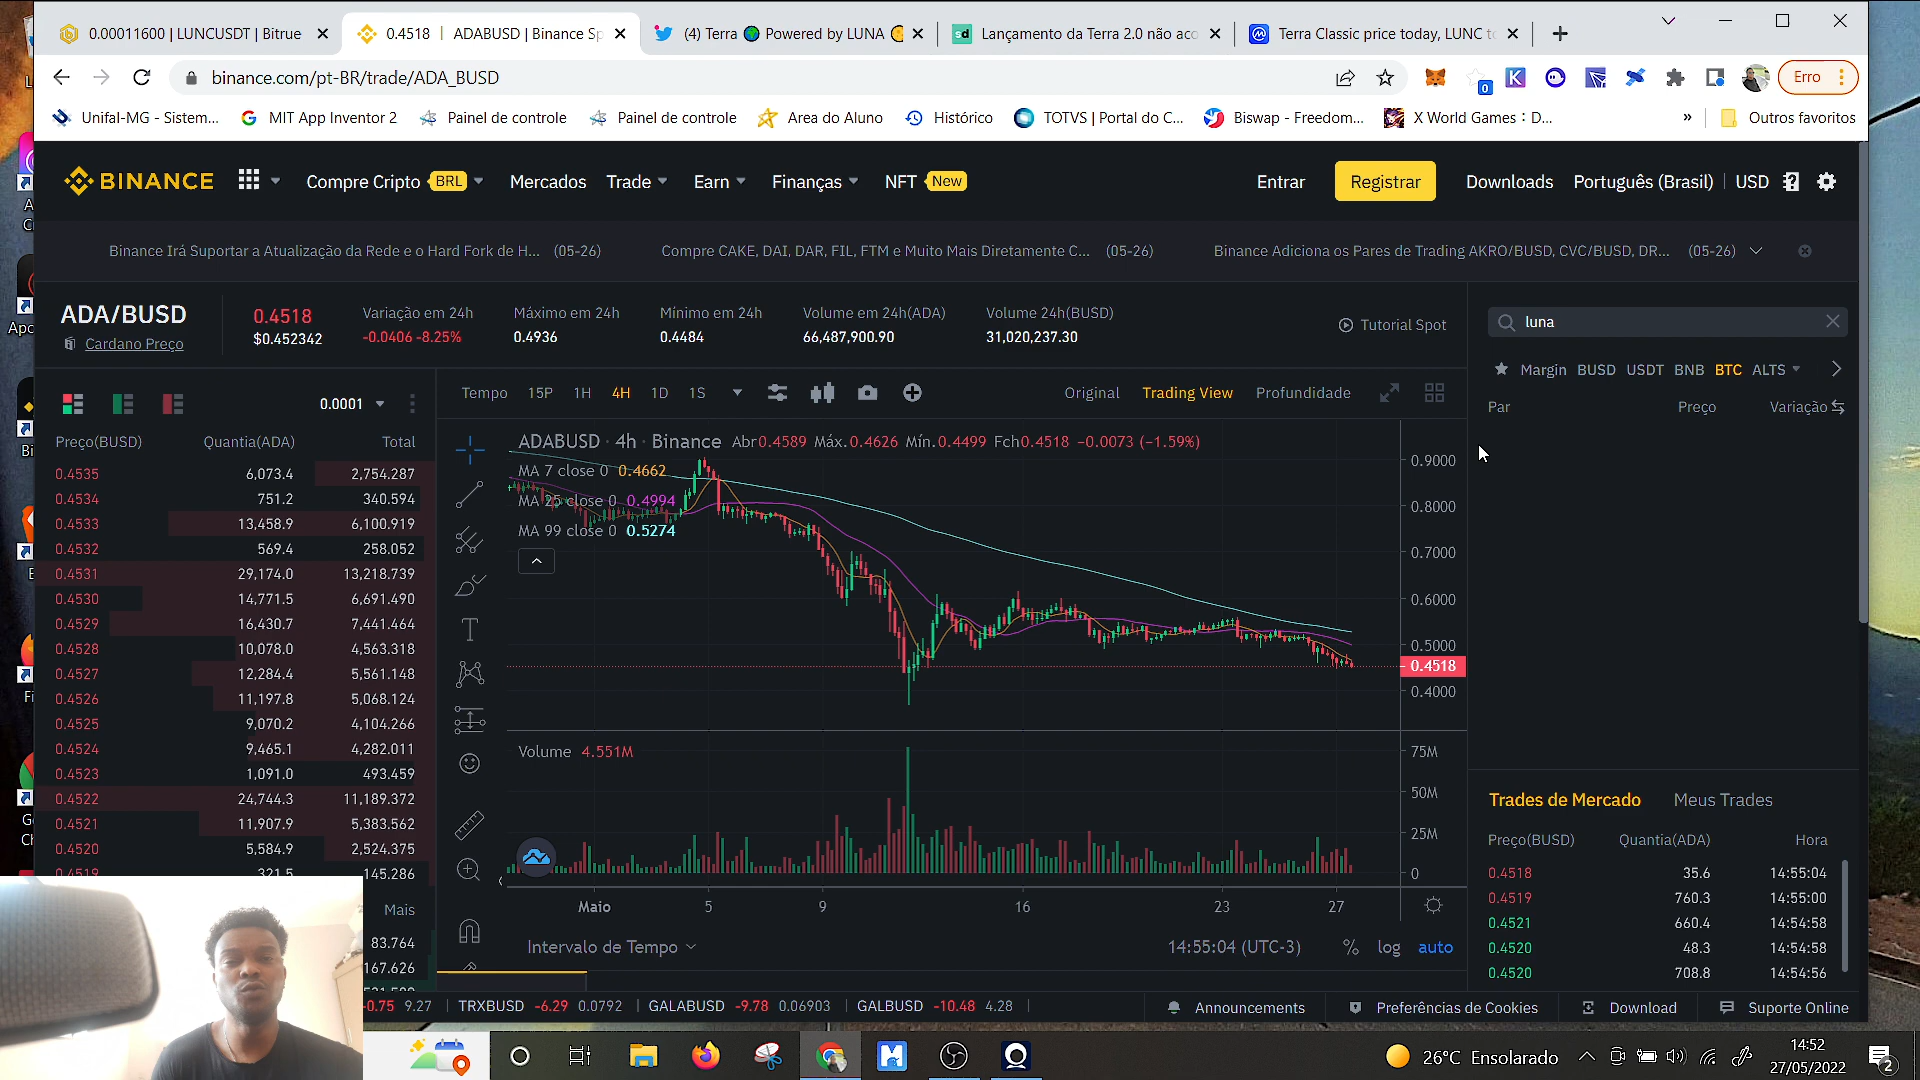 0.00011600 | LUNCUSDT | Bitrue
0.4518 | ADABUSD | Binance Sp
(4) Terra 🌍 Powered by LUNA
Lançamento da Terra 2.0 não aco
Terra Classic price today, LUNC to
binance.com/pt-BR/trade/ADA_BUSD
0
Erro
Unifal-MG - Sistem...
MIT App Inventor 2
Painel de controle
Painel de controle
Area do Aluno
Histórico
TOTVS | Portal do C...
Biswap - Freedom...
X World Games : D...
»
Outros favoritos
BINANCE
Compre Cripto BRL
Mercados
Trade
Earn
Finanças
NFT New
Entrar
Registrar
Downloads
Português (Brasil)
USD
Binance Irá Suportar a Atualização da Rede e o Hard Fork de H... (05-26)
Compre CAKE, DAI, DAR, FIL, FTM e Muito Mais Diretamente C... (05-26)
Binance Adiciona os Pares de Trading AKRO/BUSD, CVC/BUSD, DR... (05-26)
ADA/BUSD
Cardano Preço
0.4518
$0.452342
Variação em 24h
-0.0406 -8.25%
Máximo em 24h
0.4936
Mínimo em 24h
0.4484
Volume em 24h(ADA)
66,487,900.90
Volume 24h(BUSD)
31,020,237.30
Tutorial Spot
luna
Margin BUSD USDT BNB BTC ALTS
Par Preço Variação
0.0001
Preço(BUSD) Quantia(ADA) Total
0.4535 6,073.4 2,754.287
0.4534 751.2 340.594
0.4533 13,458.9 6,100.919
0.4532 569.4 258.052
0.4531 29,174.0 13,218.739
0.4530 14,771.5 6,691.490
0.4529 16,430.7 7,441.464
0.4528 10,078.0 4,563.318
0.4527 12,284.4 5,561.148
0.4526 11,197.8 5,068.124
0.4525 9,070.2 4,104.266
0.4524 9,465.1 4,282.011
0.4523 1,091.0 493.459
0.4522 24,744.3 11,189.372
0.4521 11,907.9 5,383.562
0.4520 5,584.9 2,524.375
0.4519 321.5 145.286
Mais
83.764
167.626
Tempo 15P 1H 4H 1D 1S
Original Trading View Profundidade
ADABUSD · 4h · Binance Abr0.4589 Máx.0.4626 Mín.0.4499 Fch0.4518 -0.0073 (-1.59%)
MA 7 close 0 0.4662
MA 25 close 0 0.4994
MA 99 close 0 0.5274
0.9000
0.8000
0.7000
0.6000
0.5000
0.4518
0.4000
Volume 4.551M
75M
50M
25M
0
Maio 5 9 16 23 27
Intervalo de Tempo
14:55:04 (UTC-3) % log auto
Trades de Mercado Meus Trades
Preço(BUSD) Quantia(ADA) Hora
0.4518 35.6 14:55:04
0.4519 760.3 14:55:00
0.4521 660.4 14:54:58
0.4520 48.3 14:54:58
0.4520 708.8 14:54:56
-0.75 9.27
TRXBUSD -6.29 0.0792
GALABUSD -9.78 0.06903
GALBUSD -10.48 4.28
Announcements
Preferências de Cookies
Download
Suporte Online
26°C Ensolarado
14:52
27/05/2022
2